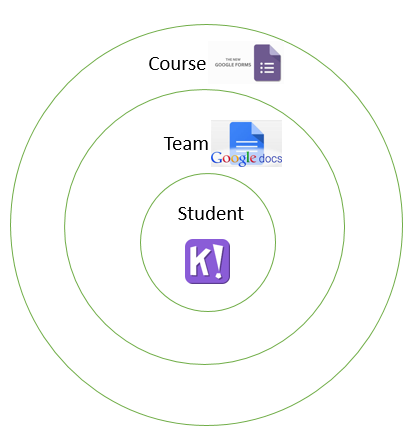 Course
THE NEW
GOOGLE FORMS
Team
Google docs
Student
K!